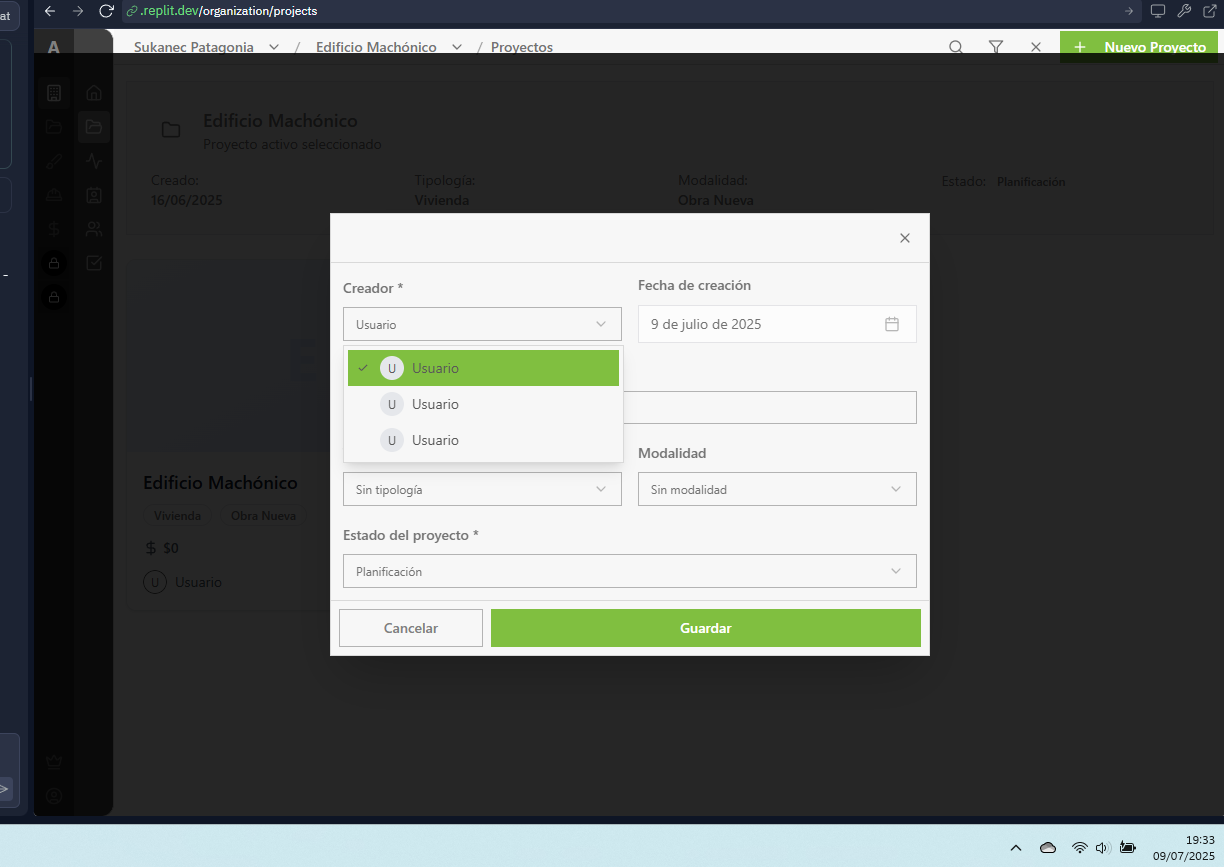 at
.replit.dev/organization/projects
A
Sukanec Patagonia / Edificio Machónico / Proyectos
+ Nuevo Proyecto
Edificio Machónico
Proyecto activo seleccionado
Creado: Tipología: Modalidad: Estado: Planificación
16/06/2025 Vivienda Obra Nueva
Creador * Fecha de creación
Usuario 9 de julio de 2025
U Usuario
U Usuario
U Usuario
Modalidad
Sin tipología Sin modalidad
Estado del proyecto *
Planificación
Cancelar Guardar
Edificio Machónico
Vivienda Obra Nueva
$ $0
U Usuario
19:33
09/07/2025